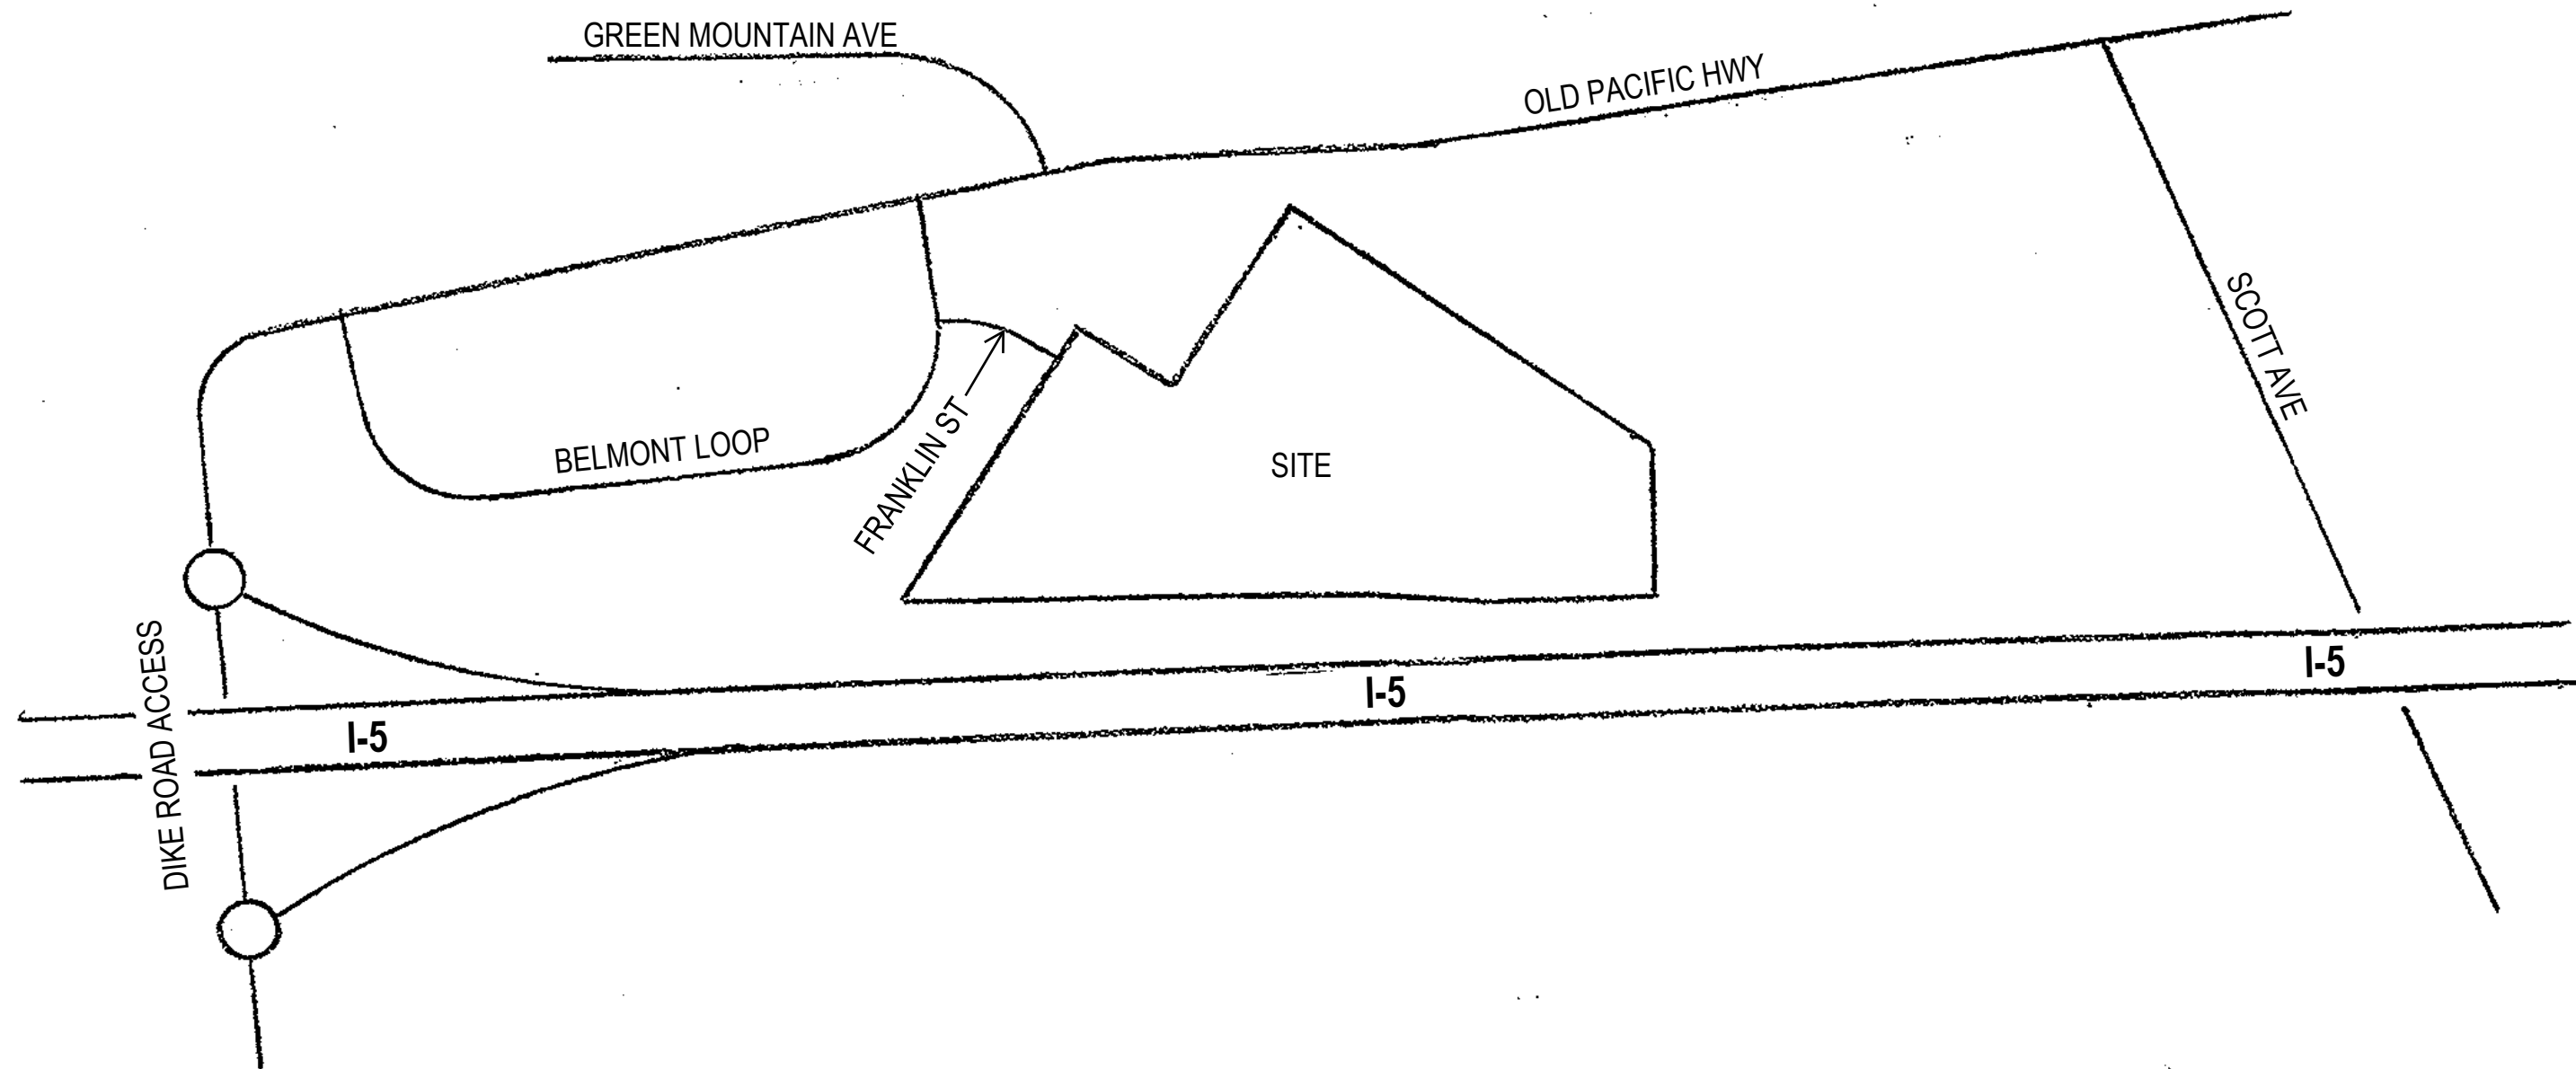 GREEN MOUNTAIN AVE
OLD PACIFIC HWY
SCOTT AVE
BELMONT LOOP
FRANKLIN ST
SITE
DIKE ROAD ACCESS
I-5
I-5
I-5